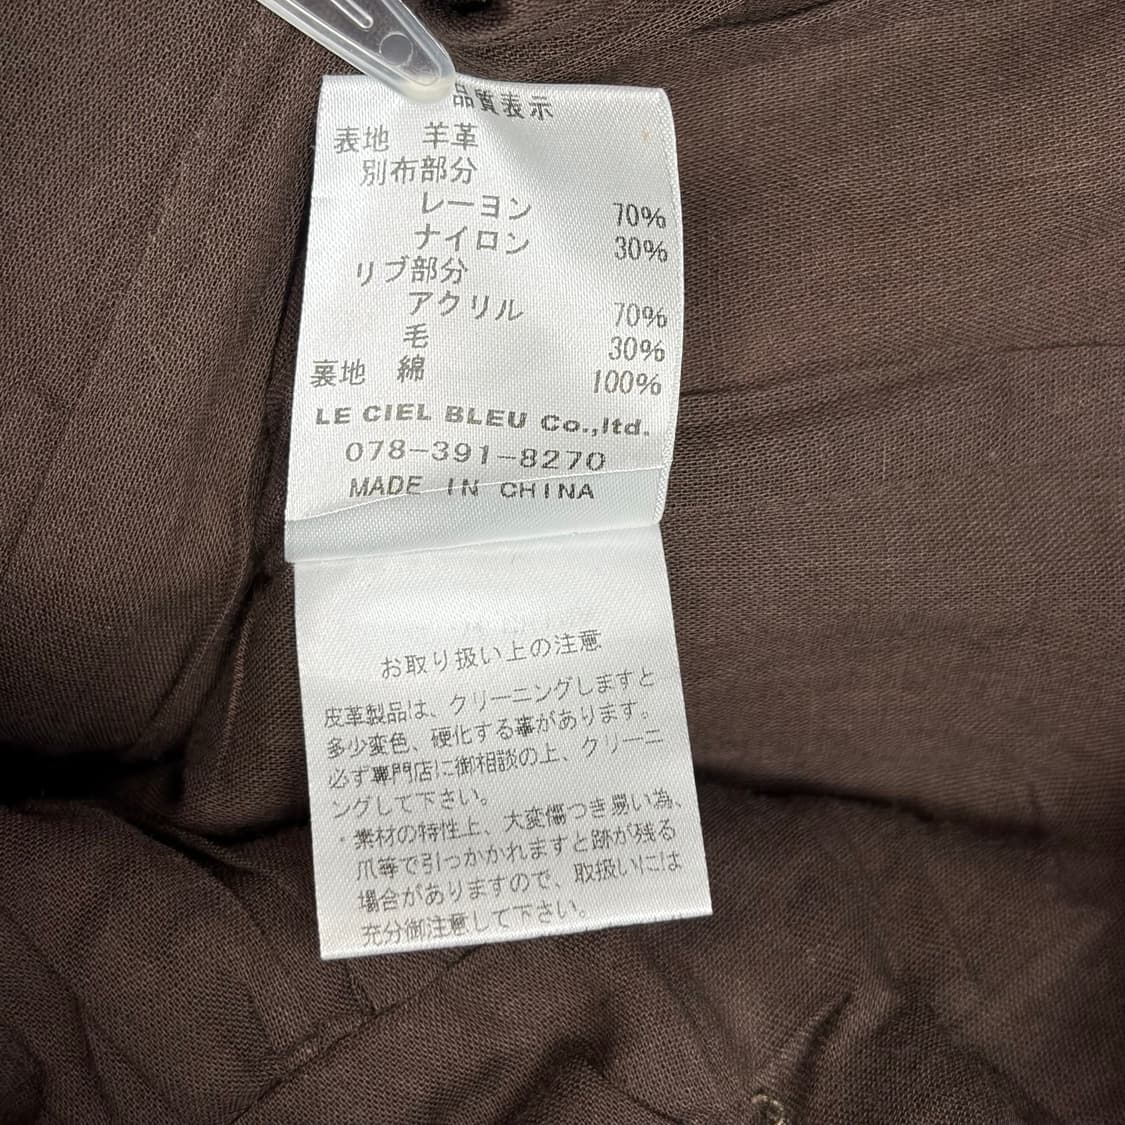 品質表示
表地 羊革
別布部分
レーヨン 70%
ナイロン 30%
リブ部分
アクリル 70%
毛 30%
裏地 綿 100%
LE CIEL BLEU Co.,ltd.
078-391-8270
MADE IN CHINA
お取り扱い上の注意
皮革製品は、クリーニングしますと
多少変色、硬化する事があります。
必ず専門店に御相談の上、クリーニ
ングして下さい。
・素材の特性上、大変傷つき易い為、
爪等で引っかかれますと跡が残る
場合がありますので、取扱いには
充分御注意して下さい。